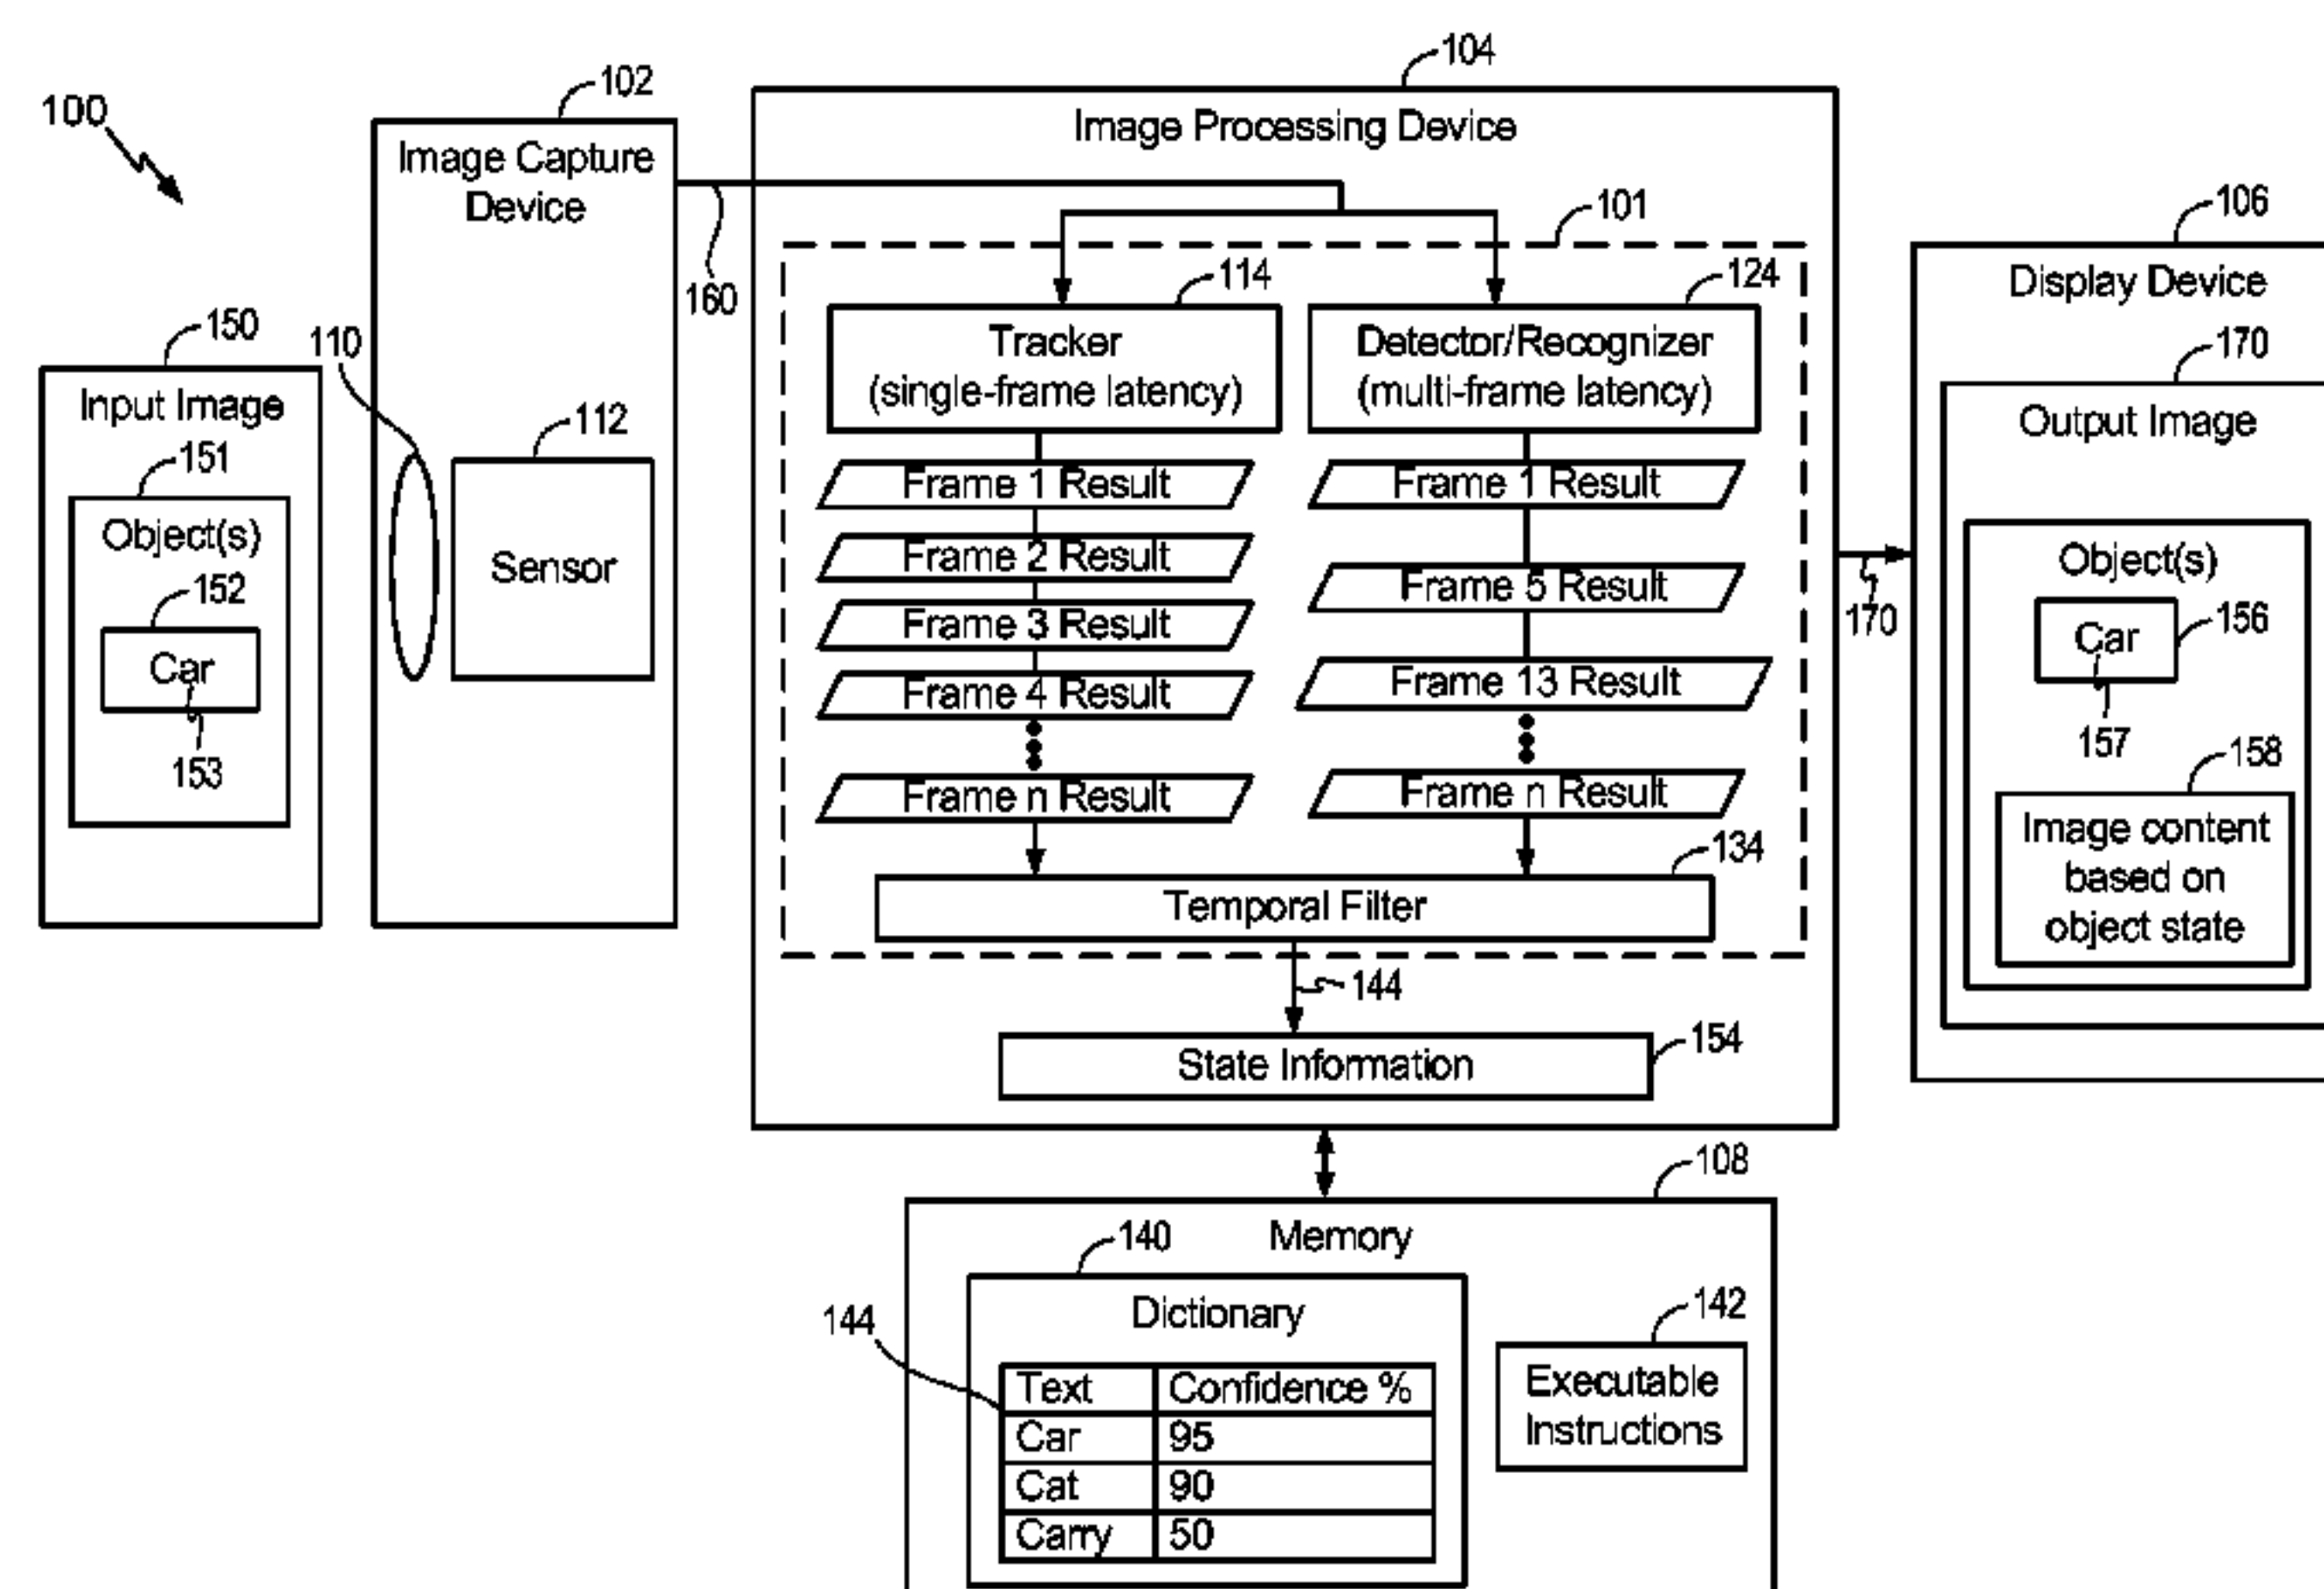 100
102
Image Capture
Device
104
Image Processing Device
160
101
150
Input Image
151
Object(s)
152
Car
153
110
112
Sensor
114
Tracker
(single-frame latency)
Frame 1 Result
Frame 2 Result
Frame 3 Result
Frame 4 Result
Frame n Result
124
Detector/Recognizer
(multi-frame latency)
Frame 1 Result
Frame 5 Result
Frame 13 Result
Frame n Result
134
Temporal Filter
144
State Information
154
170
106
Display Device
170
Output Image
Object(s)
Car
156
157
158
Image content
based on
object state
108
Memory
140
Dictionary
144
Text Confidence %
Car 95
Cat 90
Carry 50
142
Executable
Instructions